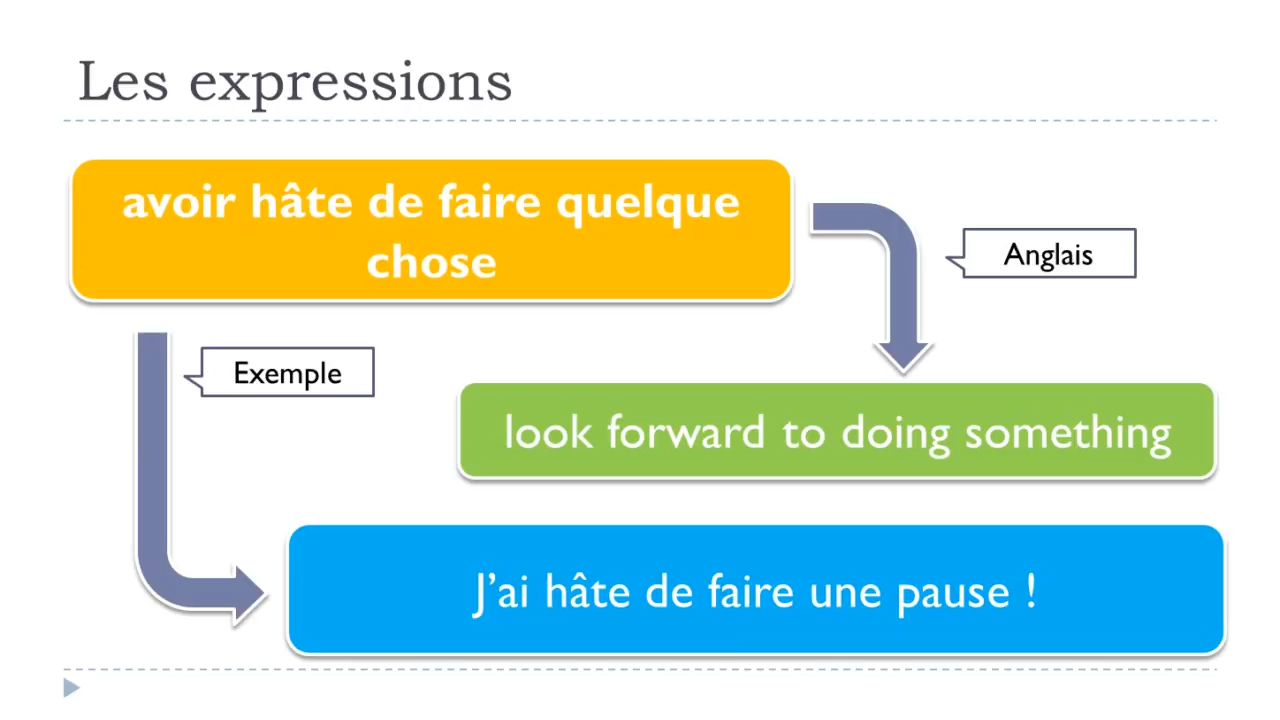 Les expressions
avoir hâte de faire quelque
chose
Anglais
Exemple
look forward to doing something
J’ai hâte de faire une pause !